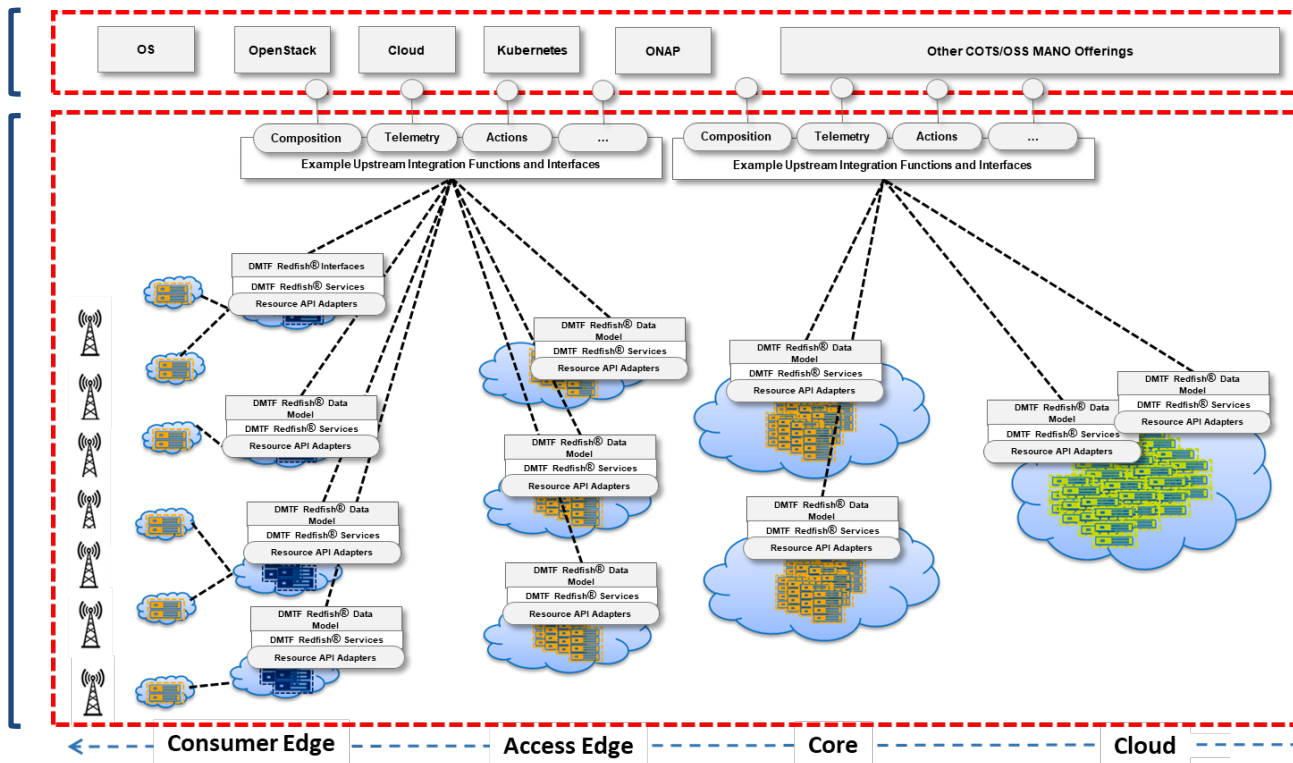 OS
OpenStack
Cloud
Kubernetes
ONAP
Other COTS/OSS MANO Offerings
Composition
Telemetry
Actions
...
Example Upstream Integration Functions and Interfaces
Composition
Telemetry
Actions
...
Example Upstream Integration Functions and Interfaces
DMTF Redfish® Interfaces
DMTF Redfish® Services
Resource API Adapters
DMTF Redfish® Data
Model
DMTF Redfish® Services
Resource API Adapters
DMTF Redfish® Data
Model
DMTF Redfish® Services
Resource API Adapters
DMTF Redfish® Data
Model
DMTF Redfish® Services
Resource API Adapters
DMTF Redfish® Data
Model
DMTF Redfish® Services
Resource API Adapters
DMTF Redfish® Data
Model
DMTF Redfish® Services
Resource API Adapters
DMTF Redfish® Data
Model
DMTF Redfish® Services
Resource API Adapters
DMTF Redfish® Data
Model
DMTF Redfish® Services
Resource API Adapters
DMTF Redfish® Data
Model
DMTF Redfish® Services
Resource API Adapters
DMTF Redfish® Data
Model
DMTF Redfish® Services
Resource API Adapters
DMTF Redfish® Data
Model
DMTF Redfish® Services
Resource API Adapters
Consumer Edge
Access Edge
Core
Cloud